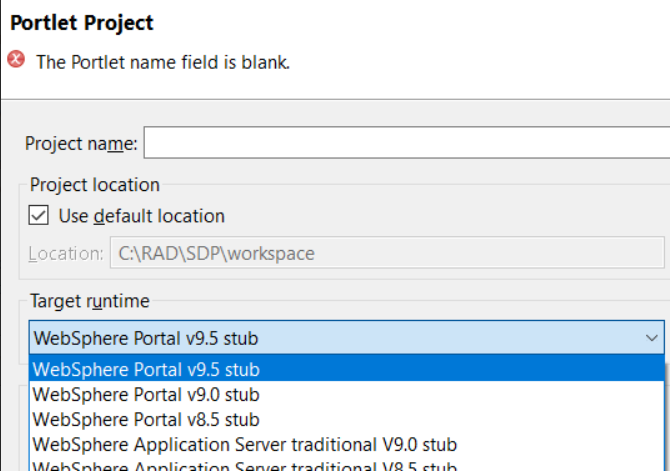 Portlet Project
The Portlet name field is blank.
Project name:
Project location
Use default location
Location: C:\RAD\SDP\workspace
Target runtime
WebSphere Portal v9.5 stub
WebSphere Portal v9.5 stub
WebSphere Portal v9.0 stub
WebSphere Portal v8.5 stub
WebSphere Application Server traditional V9.0 stub
WebSphere Application Server traditional V8.5 stub